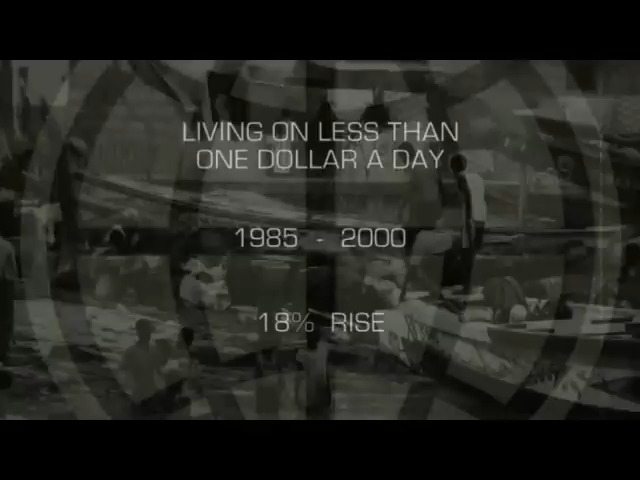 LIVING ON LESS THAN
ONE DOLLAR A DAY
1985 - 2000
18% RISE